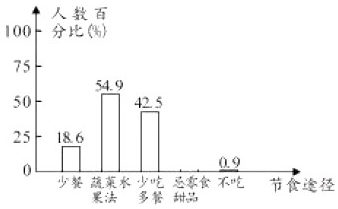 人数百
分比(%)
100
75
50
25
0
18.6
54.9
42.5
0.9
少餐
蔬菜水
果法
少吃
多餐
忌零食
甜品
不吃
节食途径